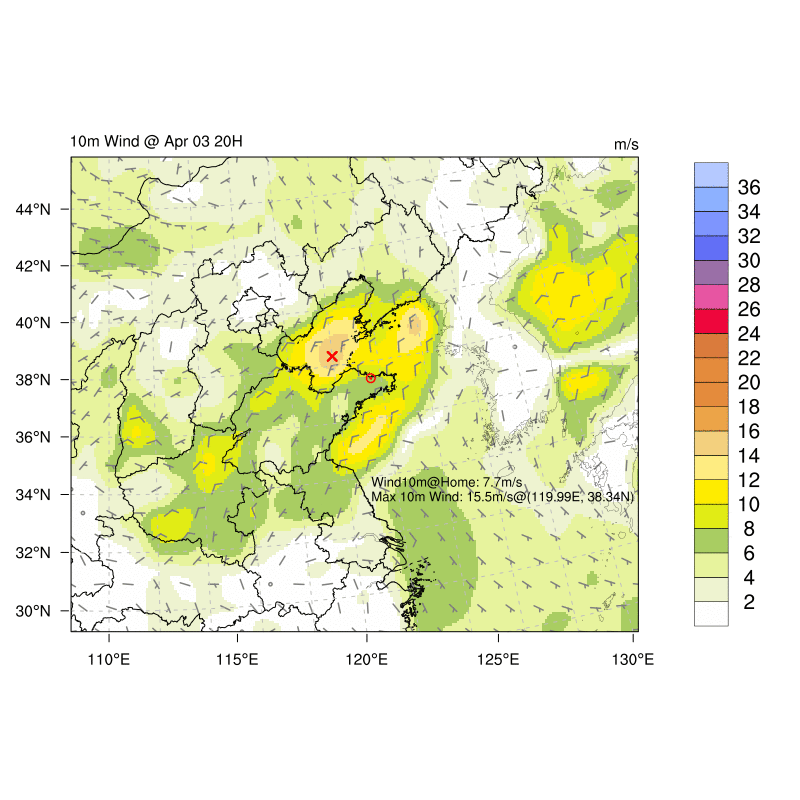 10m Wind @ Apr 03 20H
m/s
44°N
42°N
40°N
38°N
36°N
34°N
32°N
30°N
110°E
115°E
120°E
125°E
130°E
Wind10m@Home: 7.7m/s
Max 10m Wind: 15.5m/s@(119.99E, 38.34N)
36
34
32
30
28
26
24
22
20
18
16
14
12
10
8
6
4
2